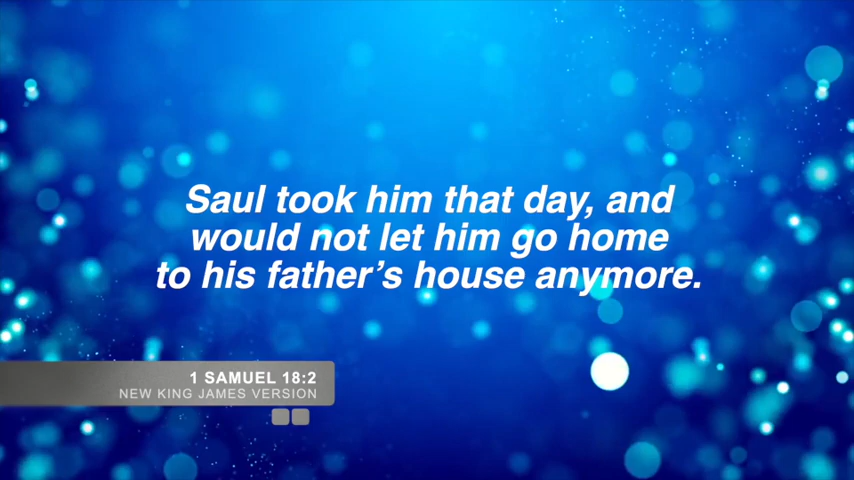 Saul took him that day, and
would not let him go home
to his father’s house anymore.
1 SAMUEL 18:2
NEW KING JAMES VERSION